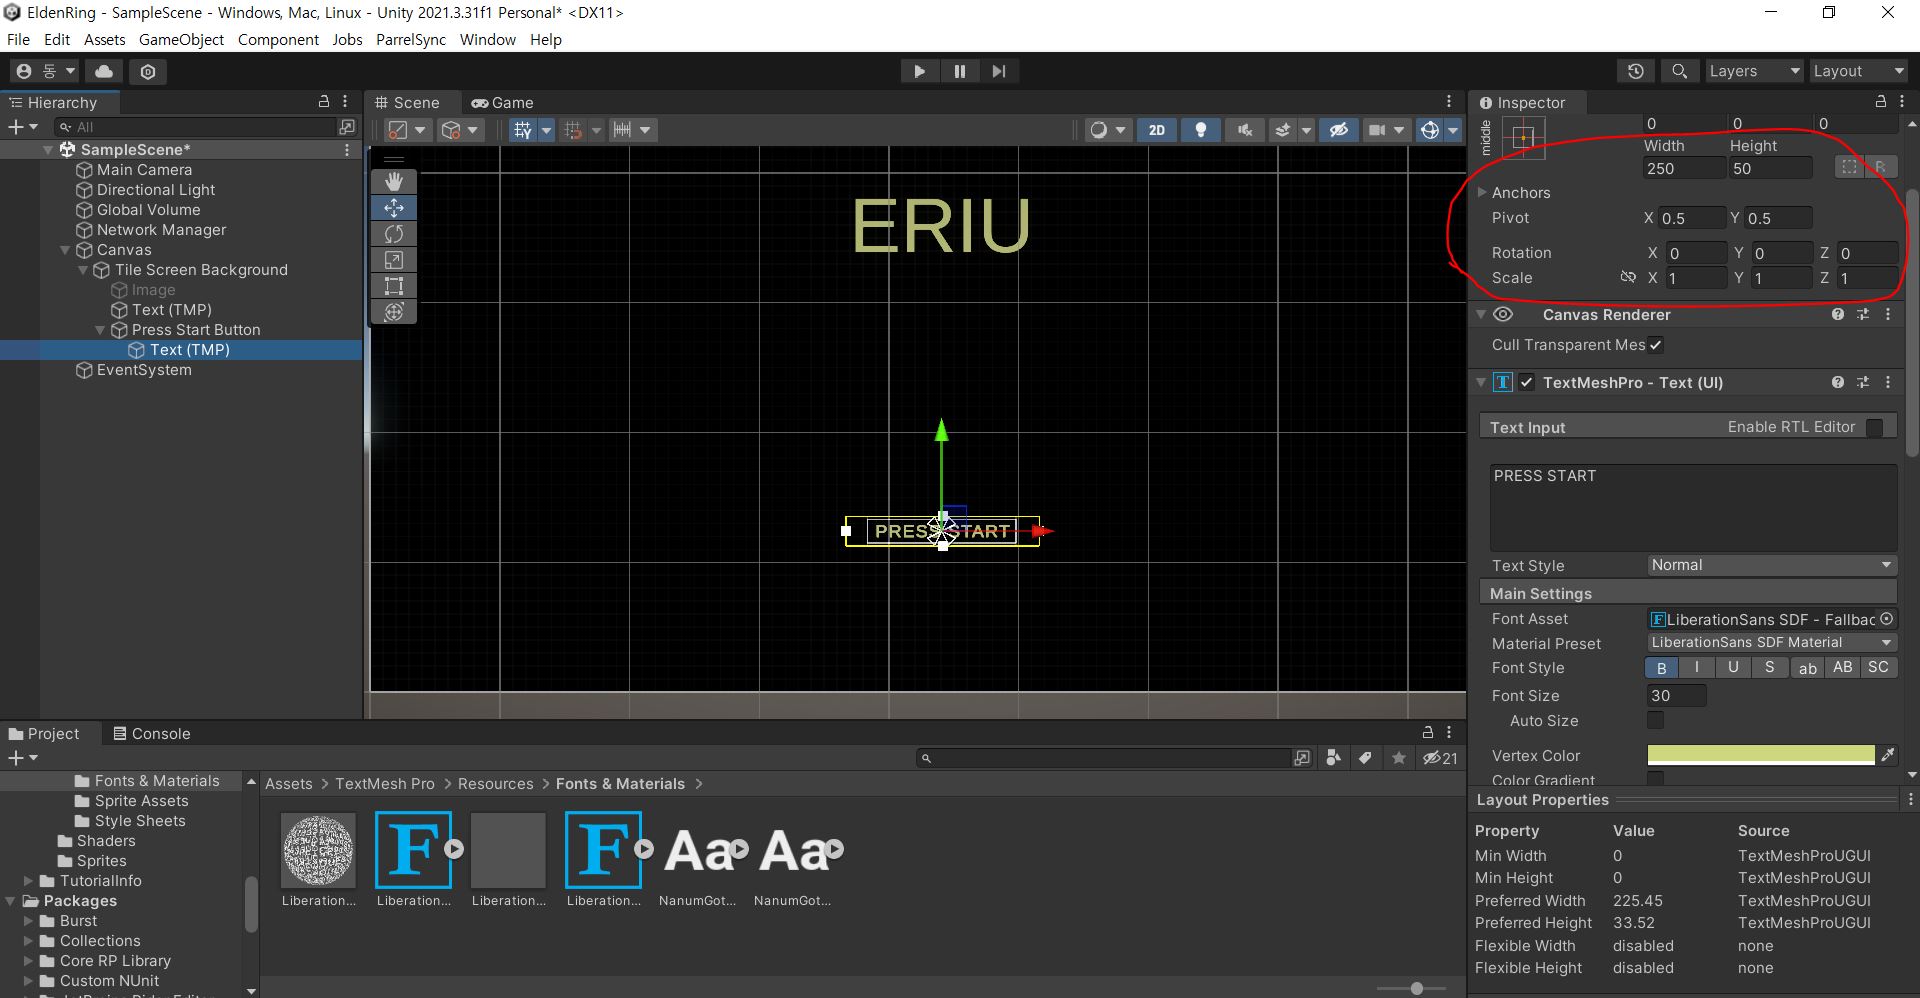 EldenRing - SampleScene - Windows, Mac, Linux - Unity 2021.3.31f1 Personal* <DX11>
File Edit Assets GameObject Component Jobs ParrelSync Window Help
동
Layers
Layout
Hierarchy
All
SampleScene*
Main Camera
Directional Light
Global Volume
Network Manager
Canvas
Tile Screen Background
Image
Text (TMP)
Press Start Button
Text (TMP)
EventSystem
Scene
Game
2D
ERIU
PRESS START
Inspector
middle
0 0 0
Width Height
250 50
R
Anchors
Pivot X 0.5 Y 0.5
Rotation X 0 Y 0 Z 0
Scale X 1 Y 1 Z 1
Canvas Renderer
Cull Transparent Mes
TextMeshPro - Text (UI)
Text Input Enable RTL Editor
PRESS START
Text Style Normal
Main Settings
Font Asset LiberationSans SDF - Fallbac
Material Preset LiberationSans SDF Material
Font Style B I U S ab AB SC
Font Size 30
Auto Size
Vertex Color
Color Gradient
Layout Properties
Property Value Source
Min Width 0 TextMeshProUGUI
Min Height 0 TextMeshProUGUI
Preferred Width 225.45 TextMeshProUGUI
Preferred Height 33.52 TextMeshProUGUI
Flexible Width disabled none
Flexible Height disabled none
Project
Console
21
Fonts & Materials
Sprite Assets
Style Sheets
Shaders
Sprites
TutorialInfo
Packages
Burst
Collections
Core RP Library
Custom NUnit
Assets > TextMesh Pro > Resources > Fonts & Materials >
F F Aa Aa
Liberation... Liberation... Liberation... Liberation... NanumGot... NanumGot...